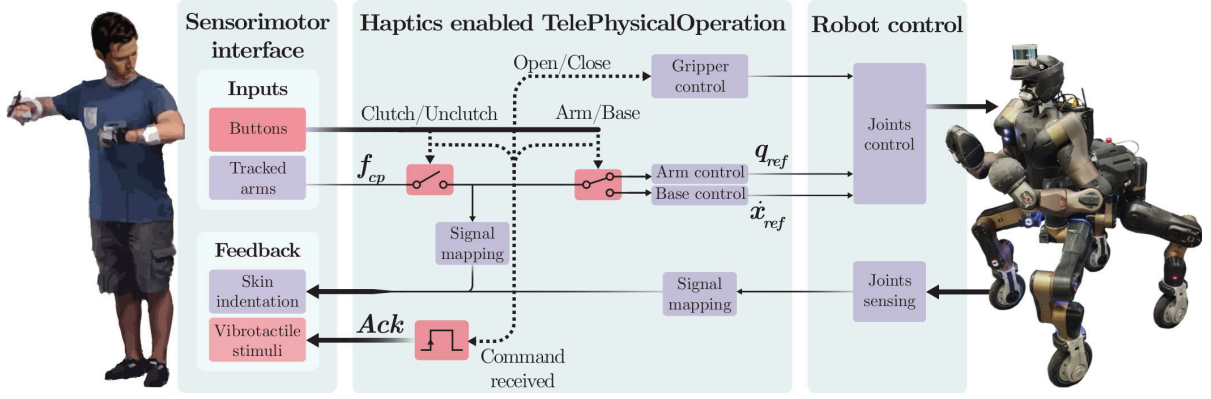 Sensorimotor
interface
Haptics enabled TelePhysicalOperation
Robot control
Inputs
Buttons
Tracked
arms
Feedback
Skin
indentation
Vibrotactile
stimuli
Open/Close
Clutch/Unclutch
Arm/Base
Gripper
control
f_cp
Arm control
Base control
q_ref
ẋ_ref
Signal
mapping
Signal
mapping
Ack
Command
received
Joints
control
Joints
sensing